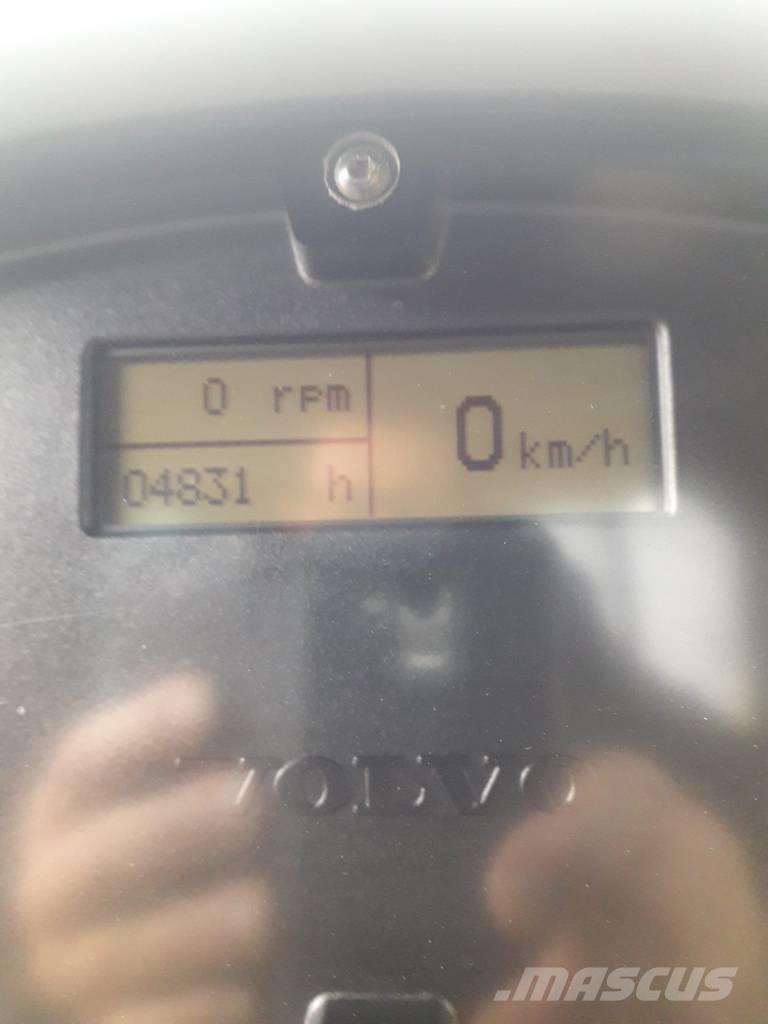 0 rpm
04831 h
0 km/h
VOLVO
.MASCUS